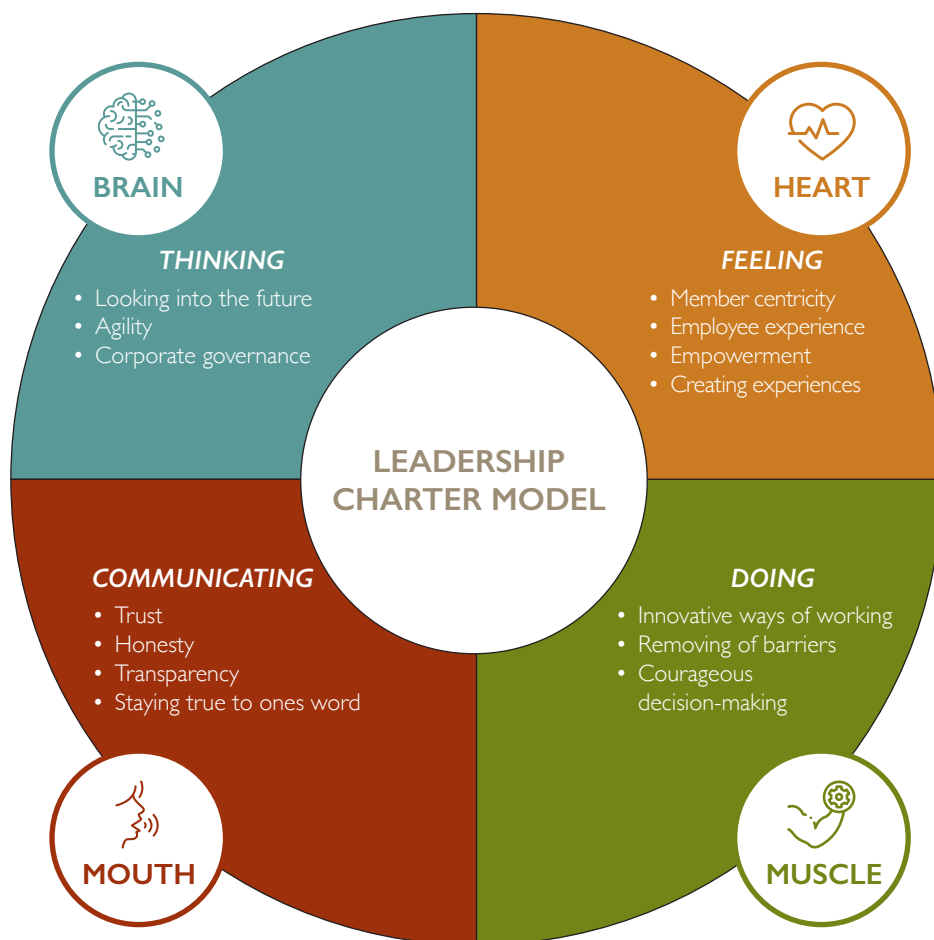 BRAIN
THINKING
• Looking into the future
• Agility
• Corporate governance
HEART
FEELING
• Member centricity
• Employee experience
• Empowerment
• Creating experiences
LEADERSHIP
CHARTER MODEL
COMMUNICATING
• Trust
• Honesty
• Transparency
• Staying true to ones word
MOUTH
DOING
• Innovative ways of working
• Removing of barriers
• Courageous
decision-making
MUSCLE